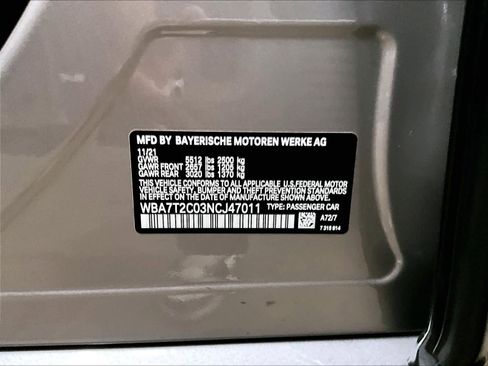 MFD BY BAYERISCHE MOTOREN WERKE AG
11/21
GVWR 5512 lbs 2500 kg
GAWR FRONT 2657 lbs 1205 kg
GAWR REAR 3020 lbs 1370 kg
THIS VEHICLE CONFORMS TO ALL APPLICABLE U.S. FEDERAL MOTOR
VEHICLE SAFETY, BUMPER AND THEFT PREVENTION STANDARDS
IN EFFECT ON THE DATE OF MANUFACTURE SHOWN ABOVE.
WBA7T2C03NCJ47011 TYPE: PASSENGER CAR
A72/7
7 315 914